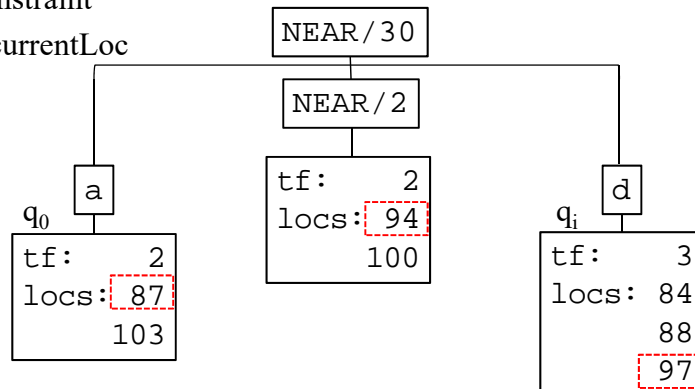 currentLoc
NEAR/30
NEAR/2
a
tf: 2
locs: 94
100
d
q0
tf: 2
locs: 87
103
qi
tf: 3
locs: 84
88
97